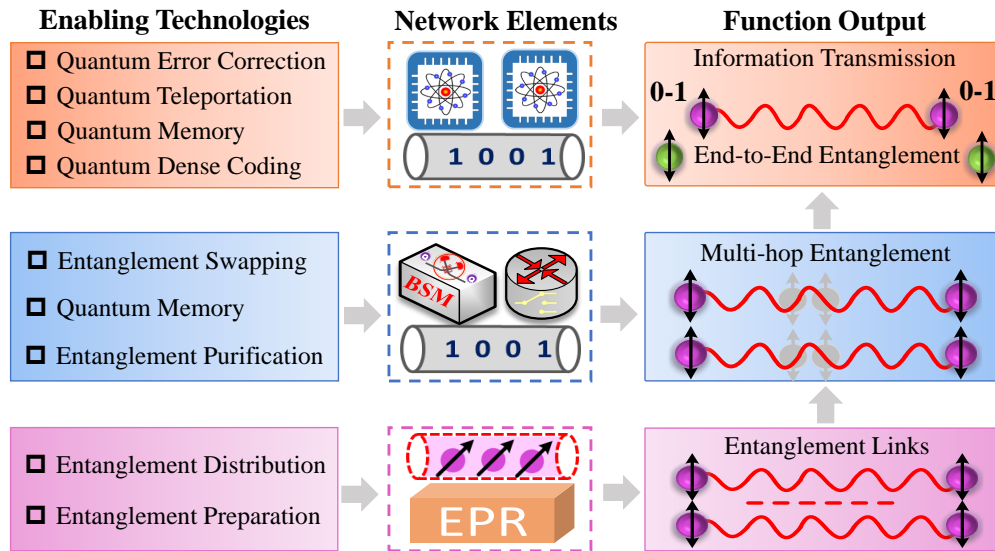 Enabling Technologies
Network Elements
Function Output
Quantum Error Correction
Quantum Teleportation
Quantum Memory
Quantum Dense Coding
1 0 0 1
Information Transmission
0-1
0-1
End-to-End Entanglement
Entanglement Swapping
Quantum Memory
Entanglement Purification
BSM
1 0 0 1
Multi-hop Entanglement
Entanglement Distribution
Entanglement Preparation
EPR
Entanglement Links